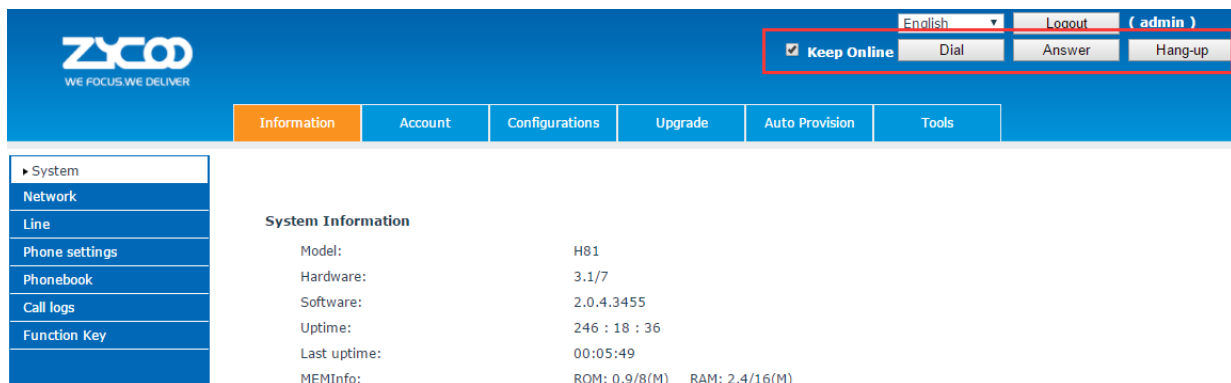 English Logout ( admin )
ZYCOO
WE FOCUS.WE DELIVER
Keep Online Dial Answer Hang-up
Information Account Configurations Upgrade Auto Provision Tools
System
Network
Line
Phone settings
Phonebook
Call logs
Function Key
System Information
Model: H81
Hardware: 3.1/7
Software: 2.0.4.3455
Uptime: 246 : 18 : 36
Last uptime: 00:05:49
MEMInfo: ROM: 0.9/8(M) RAM: 2.4/16(M)